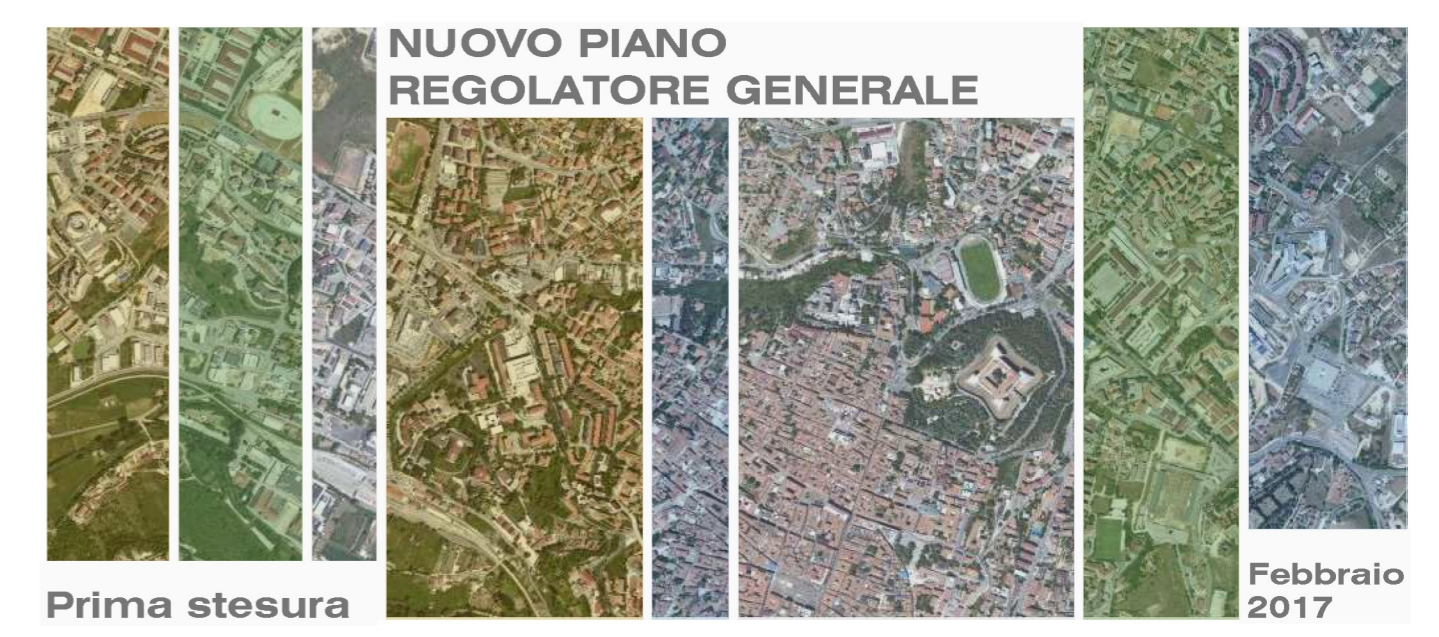 NUOVO PIANO
REGOLATORE GENERALE
Prima stesura
Febbraio
2017